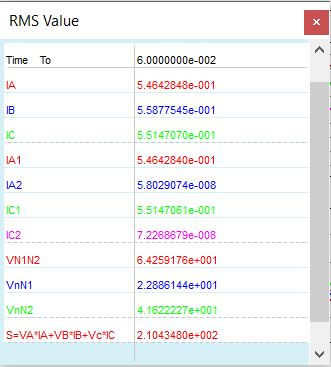 RMS Value
Time To 6.0000000e-002
IA 5.4642848e-001
IB 5.5877545e-001
IC 5.5147070e-001
IA1 5.4642840e-001
IA2 5.8029074e-008
IC1 5.5147061e-001
IC2 7.2268679e-008
VN1N2 6.4259176e+001
VnN1 2.2886144e+001
VnN2 4.1622227e+001
S=VA*IA+VB*IB+Vc*IC 2.1043480e+002